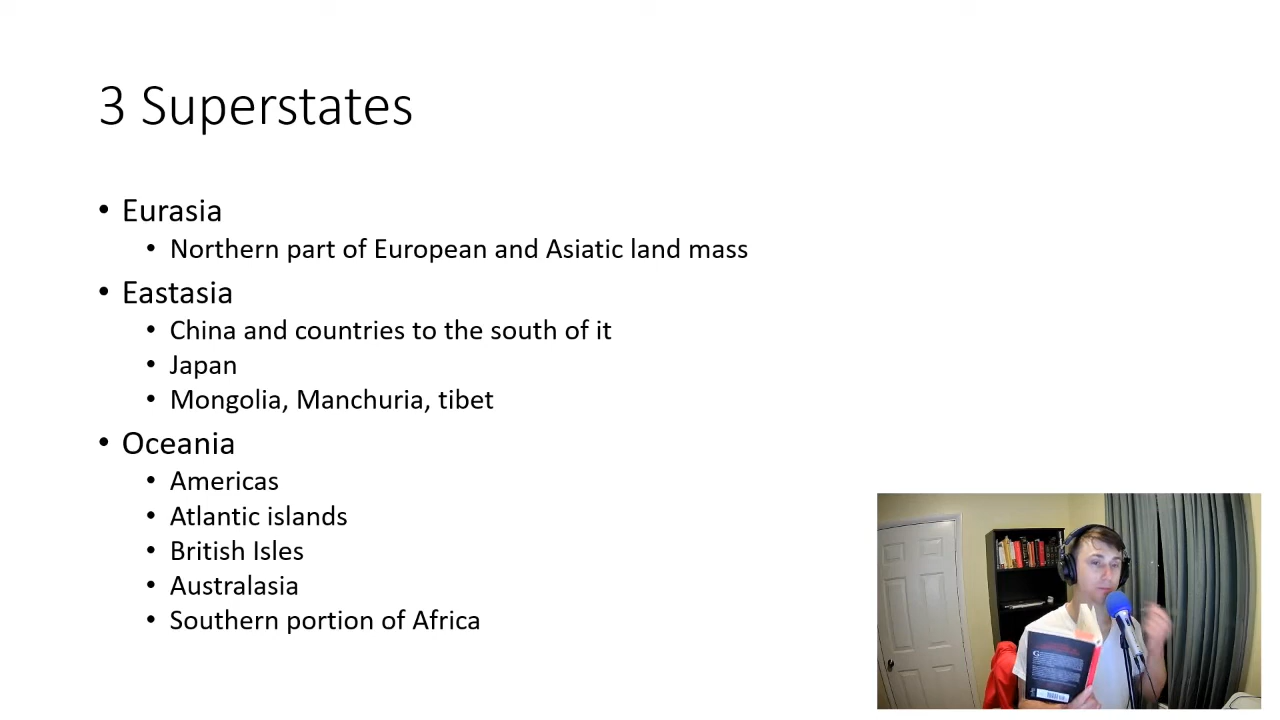 3 Superstates
• Eurasia
• Northern part of European and Asiatic land mass
• Eastasia
• China and countries to the south of it
• Japan
• Mongolia, Manchuria, tibet
• Oceania
• Americas
• Atlantic islands
• British Isles
• Australasia
• Southern portion of Africa